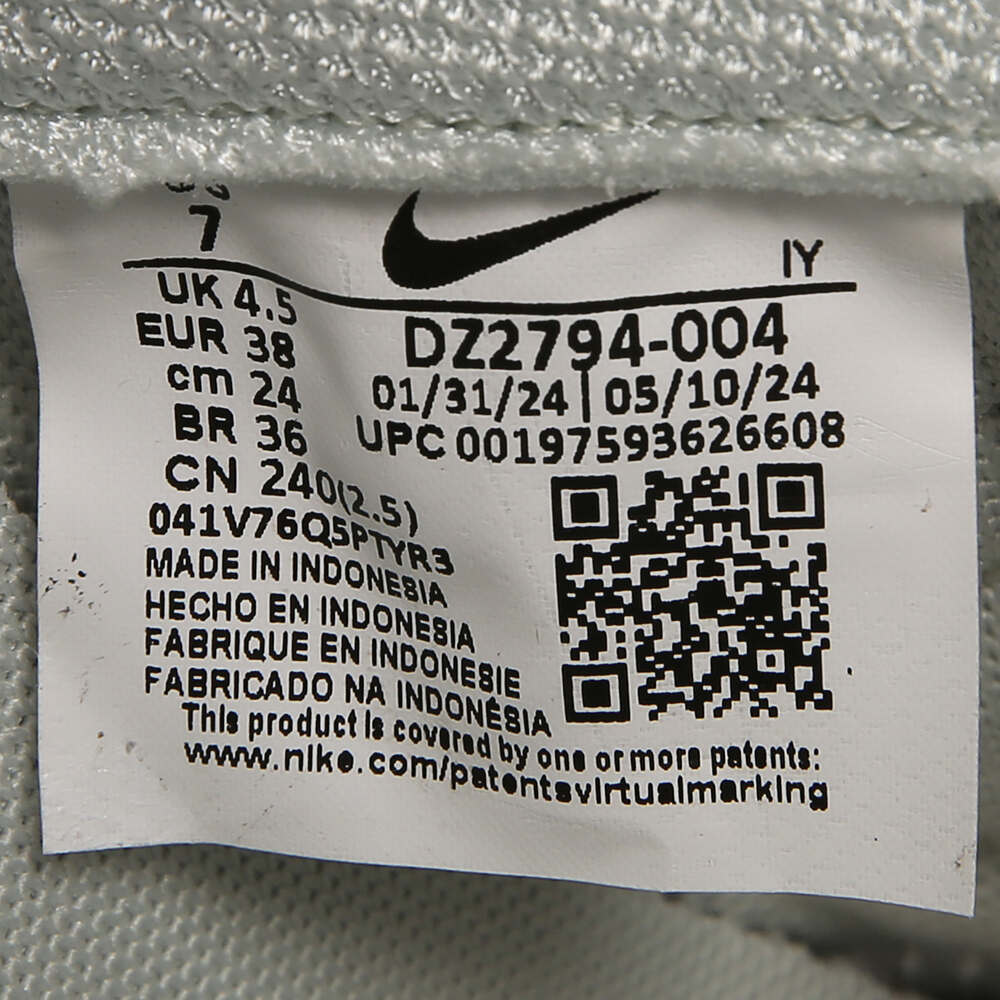 7
IY
UK 4.5
EUR 38
cm 24
BR 36
CN 240(2.5)
DZ2794-004
01/31/24 | 05/10/24
UPC 00197593626608
041V76Q5PTYR3
MADE IN INDONESIA
HECHO EN INDONESIA
FABRIQUE EN INDONESIE
FABRICADO NA INDONÉSIA
This product is covered by one or more patents:
www.nike.com/patentsvirtualmarking